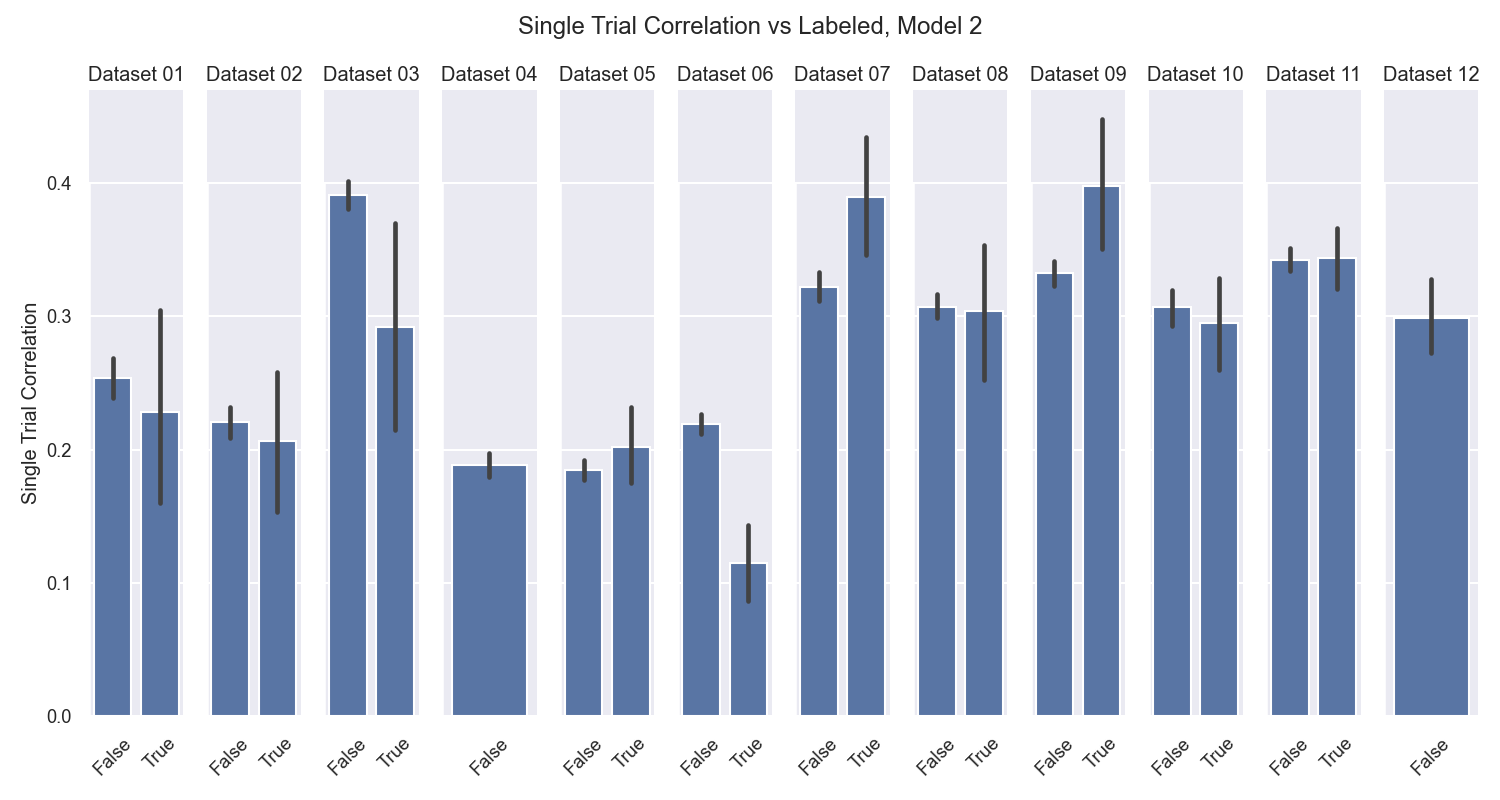 Single Trial Correlation vs Labeled, Model 2
Dataset 01
Dataset 02
Dataset 03
Dataset 04
Dataset 05
Dataset 06
Dataset 07
Dataset 08
Dataset 09
Dataset 10
Dataset 11
Dataset 12
Single Trial Correlation
0.4
0.3
0.2
0.1
0.0
False
True
False
True
False
True
False
False
True
False
True
False
True
False
True
False
True
False
True
False
True
False